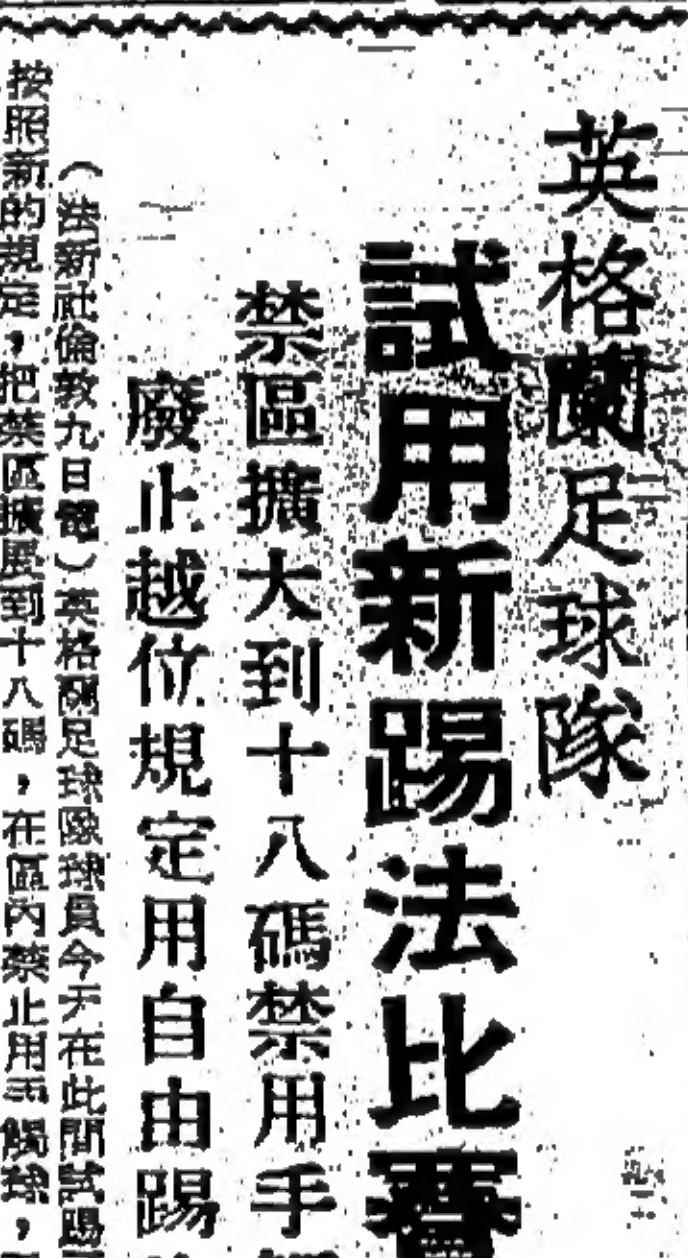 英格蘭足球隊
試用新踢法比賽
禁區擴大到十八碼禁用手
廢止越位規定用自由踢
（法新社倫敦九日電）英格蘭足球隊球員今天在此間試踢
按照新的規定，把禁區擴展到十八碼，在區內禁止用手觸球，